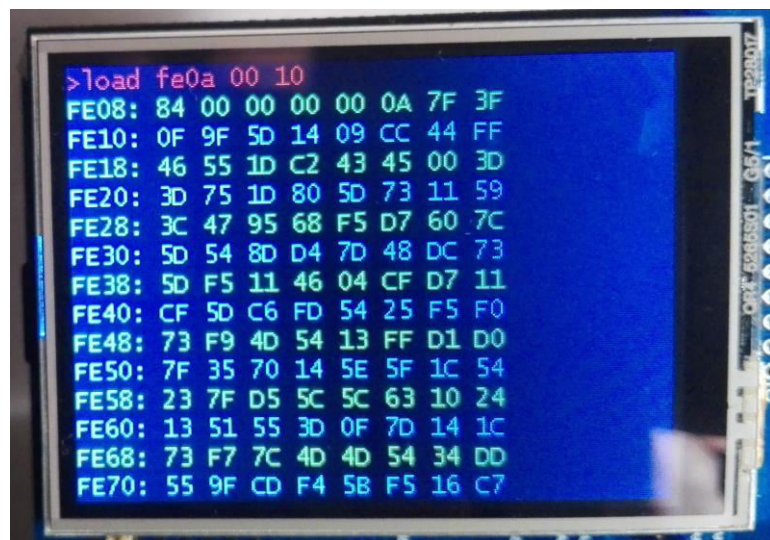 >load fe0a 00 10
FE08: 84 00 00 00 00 0A 7F 3F
FE10: 0F 9F 5D 14 09 CC 44 FF
FE18: 46 55 1D C2 43 45 00 3D
FE20: 3D 75 1D 80 5D 73 11 59
FE28: 3C 47 95 68 F5 D7 60 7C
FE30: 5D 54 8D D4 7D 48 DC 73
FE38: 5D F5 11 46 04 CF D7 11
FE40: CF 5D C6 FD 54 25 F5 F0
FE48: 73 F9 4D 54 13 FF D1 D0
FE50: 7F 35 70 14 5E 5F 1C 54
FE58: 23 7F D5 5C 5C 63 10 24
FE60: 13 51 55 3D 0F 7D 14 1C
FE68: 73 F7 7C 4D 4D 54 34 DD
FE70: 55 9F CD F4 5B F5 16 C7
TP28017
G5/1